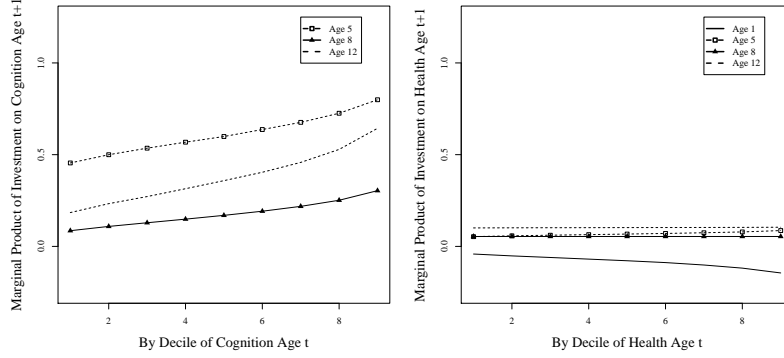 Marginal Product of Investment on Cognition Age t+1
0.0 0.5 1.0
Age 5
Age 8
Age 12
2 4 6 8
By Decile of Cognition Age t
Marginal Product of Investment on Health Age t+1
0.0 0.5 1.0
Age 1
Age 5
Age 8
Age 12
2 4 6 8
By Decile of Health Age t